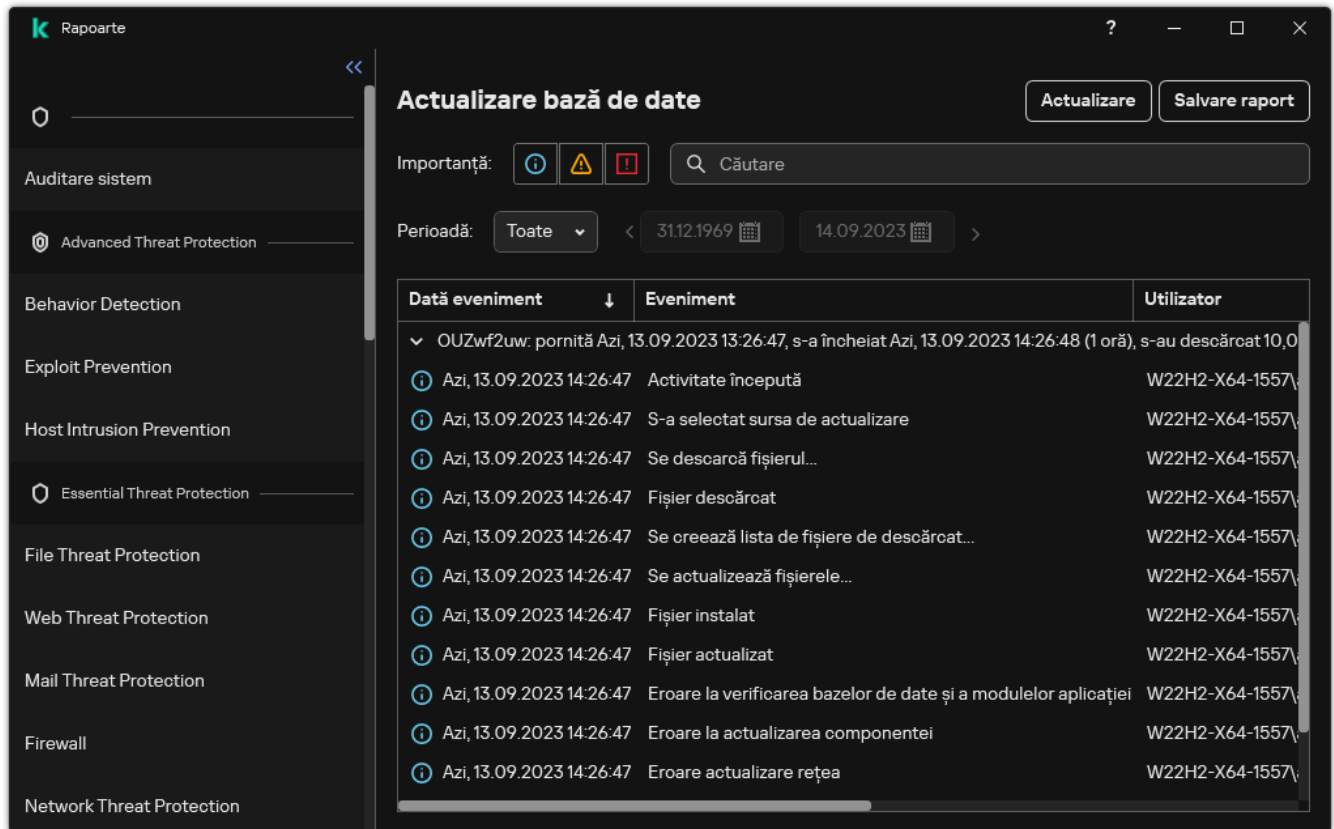 Rapoarte
?
Auditare sistem
Advanced Threat Protection
Behavior Detection
Exploit Prevention
Host Intrusion Prevention
Essential Threat Protection
File Threat Protection
Web Threat Protection
Mail Threat Protection
Firewall
Network Threat Protection
Actualizare bază de date
Actualizare Salvare raport
Importanță: Căutare
Perioadă: Toate 31.12.1969 14.09.2023
Dată eveniment Eveniment Utilizator
OUZwf2uw: pornită Azi, 13.09.2023 13:26:47, s-a încheiat Azi, 13.09.2023 14:26:48 (1 oră), s-au descărcat 10,0
Azi, 13.09.2023 14:26:47 Activitate începută W22H2-X64-1557\
Azi, 13.09.2023 14:26:47 S-a selectat sursa de actualizare W22H2-X64-1557\
Azi, 13.09.2023 14:26:47 Se descarcă fișierul... W22H2-X64-1557\
Azi, 13.09.2023 14:26:47 Fișier descărcat W22H2-X64-1557\
Azi, 13.09.2023 14:26:47 Se creează lista de fișiere de descărcat... W22H2-X64-1557\
Azi, 13.09.2023 14:26:47 Se actualizează fișierele... W22H2-X64-1557\
Azi, 13.09.2023 14:26:47 Fișier instalat W22H2-X64-1557\
Azi, 13.09.2023 14:26:47 Fișier actualizat W22H2-X64-1557\
Azi, 13.09.2023 14:26:47 Eroare la verificarea bazelor de date și a modulelor aplicației W22H2-X64-1557\
Azi, 13.09.2023 14:26:47 Eroare la actualizarea componentei W22H2-X64-1557\
Azi, 13.09.2023 14:26:47 Eroare actualizare rețea W22H2-X64-1557\